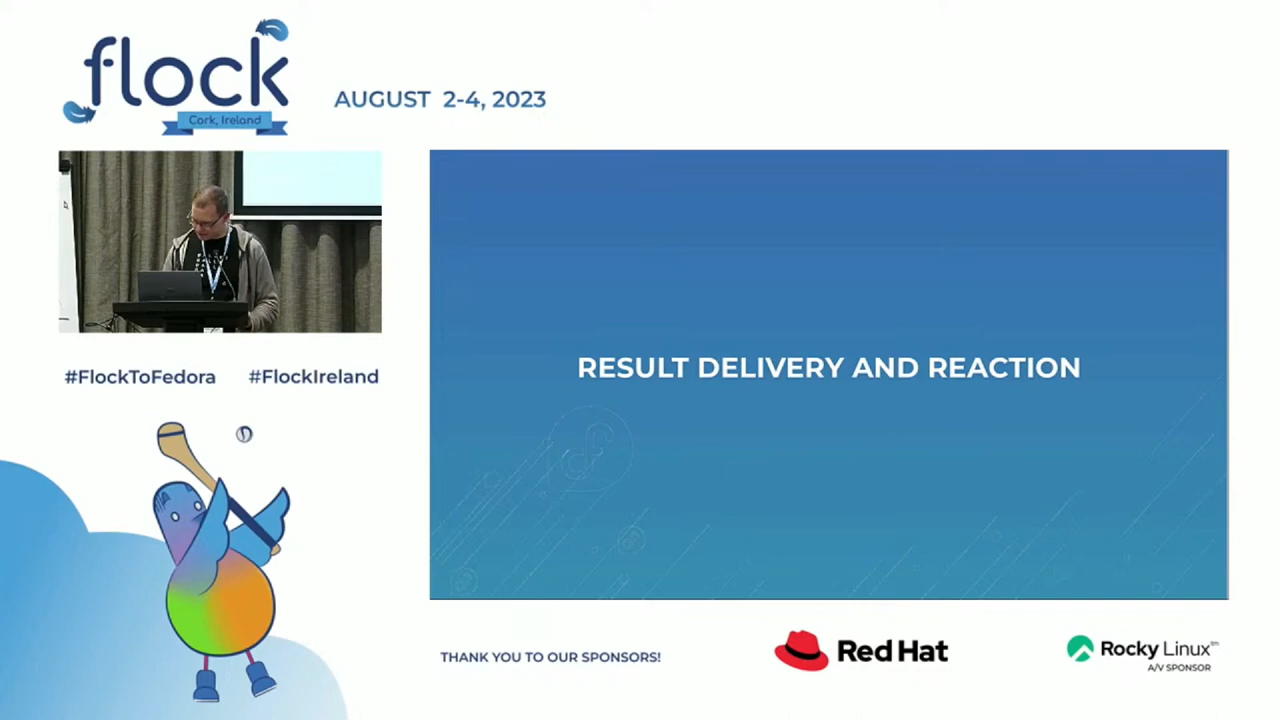 flock
Cork, Ireland
AUGUST 2-4, 2023
#FlockToFedora #FlockIreland
RESULT DELIVERY AND REACTION
THANK YOU TO OUR SPONSORS!
Red Hat
Rocky Linux™
A/V SPONSOR